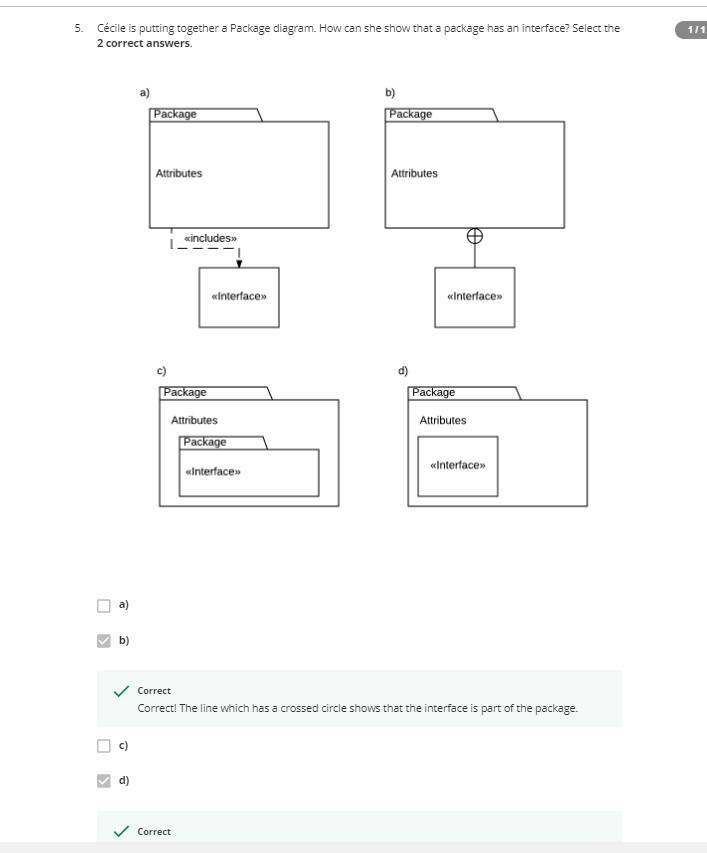 5. Cécile is putting together a Package diagram. How can she show that a package has an interface? Select the
2 correct answers.
1 / 1
a)
b)
Package
Package
Attributes
Attributes
«includes»
«Interface»
«Interface»
c)
d)
Package
Package
Attributes
Attributes
Package
«Interface»
«Interface»
a)
b)
Correct
Correct! The line which has a crossed circle shows that the interface is part of the package.
c)
d)
Correct